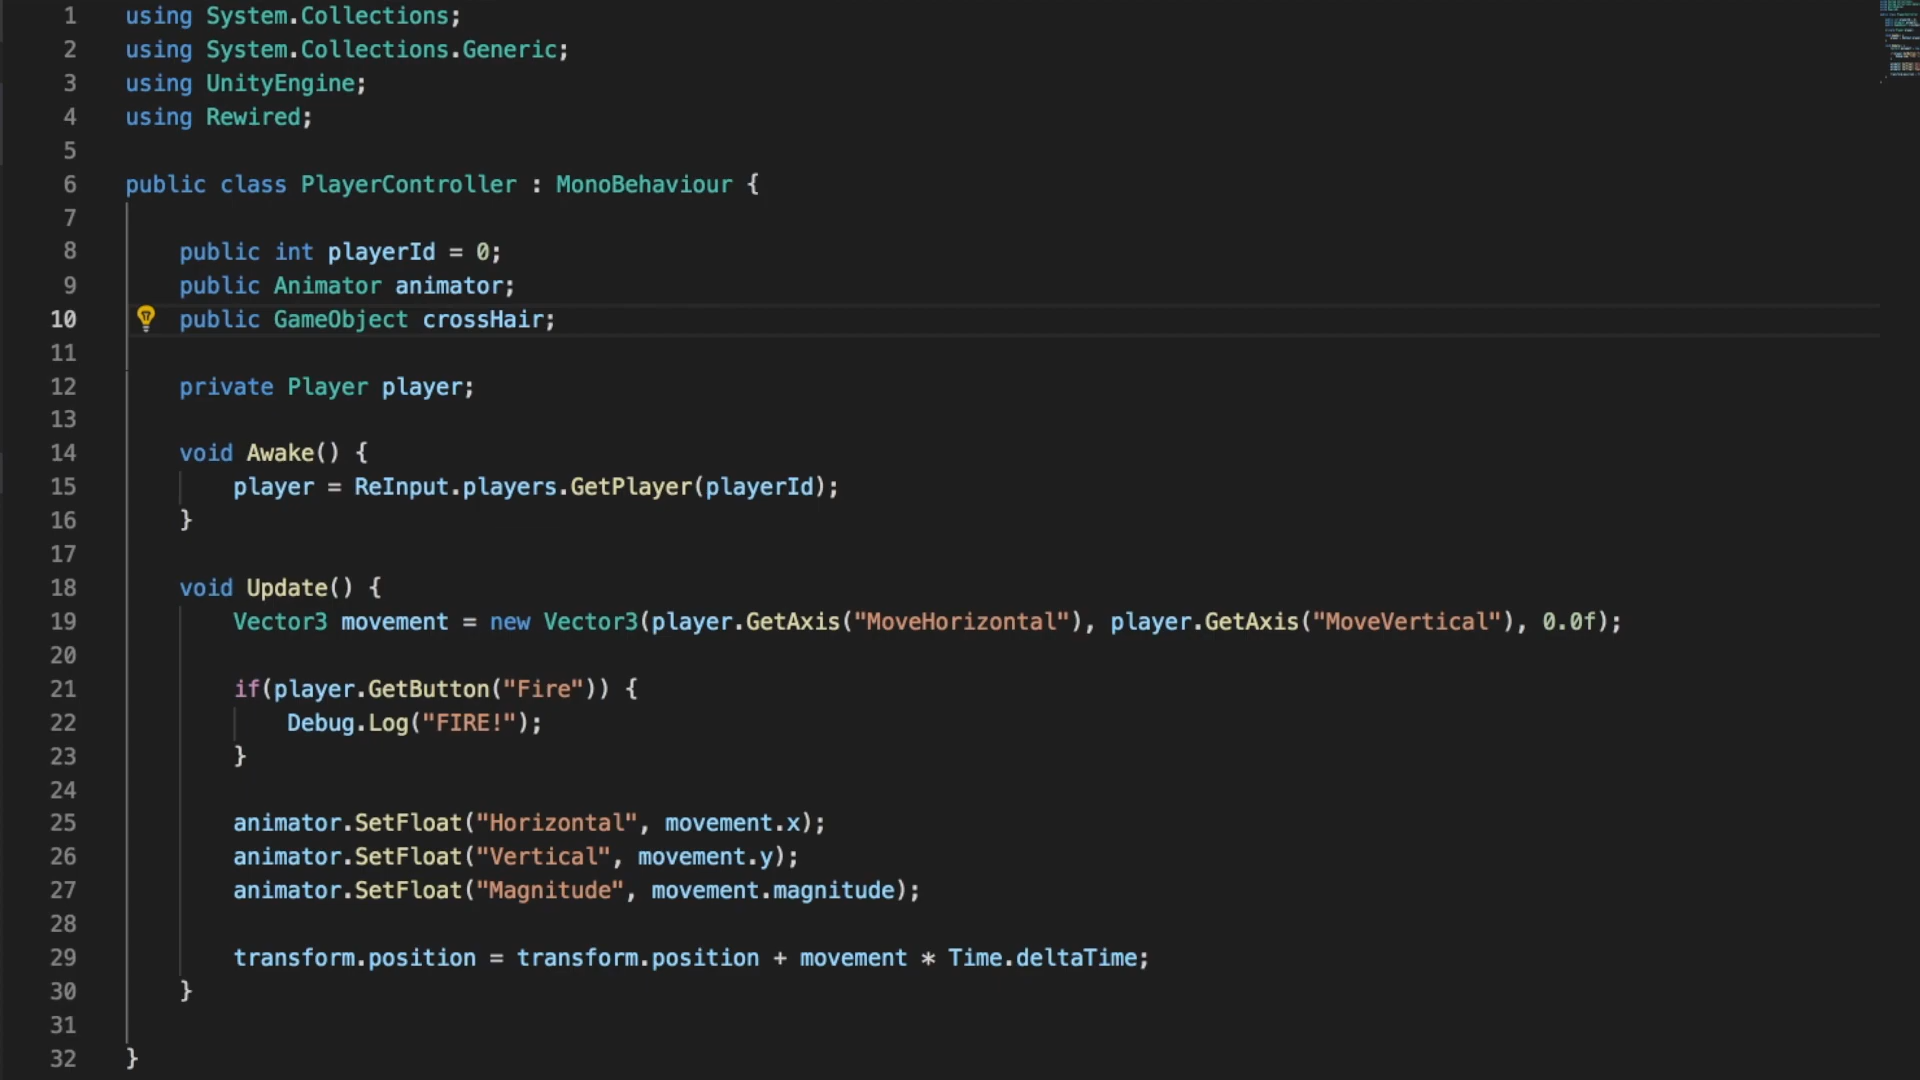 1 using System.Collections;
2 using System.Collections.Generic;
3 using UnityEngine;
4 using Rewired;
5
6 public class PlayerController : MonoBehaviour {
7
8 public int playerId = 0;
9 public Animator animator;
10 public GameObject crossHair;
11
12 private Player player;
13
14 void Awake() {
15 player = ReInput.players.GetPlayer(playerId);
16 }
17
18 void Update() {
19 Vector3 movement = new Vector3(player.GetAxis("MoveHorizontal"), player.GetAxis("MoveVertical"), 0.0f);
20
21 if(player.GetButton("Fire")) {
22 Debug.Log("FIRE!");
23 }
24
25 animator.SetFloat("Horizontal", movement.x);
26 animator.SetFloat("Vertical", movement.y);
27 animator.SetFloat("Magnitude", movement.magnitude);
28
29 transform.position = transform.position + movement * Time.deltaTime;
30 }
31
32 }